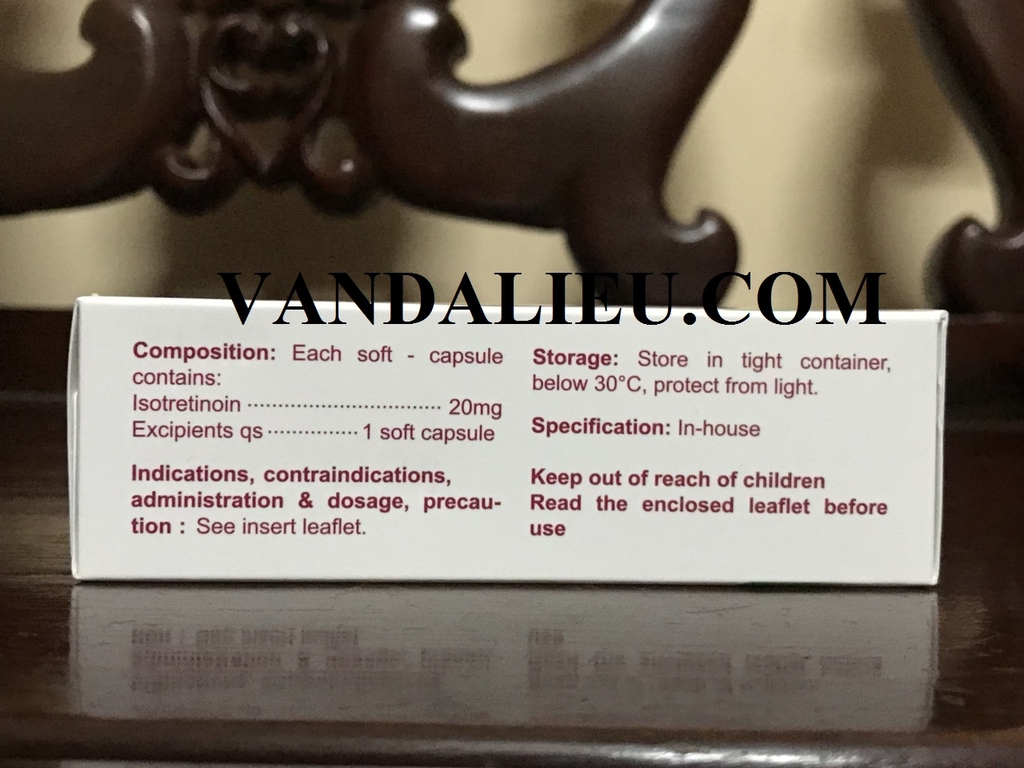 VANDALIEU.COM
Composition: Each soft - capsule
contains:
Isotretinoin ································ 20mg
Excipients qs ··············· 1 soft capsule
Indications, contraindications,
administration & dosage, precau-
tion : See insert leaflet.
Storage: Store in tight container,
below 30°C, protect from light.
Specification: In-house
Keep out of reach of children
Read the enclosed leaflet before
use